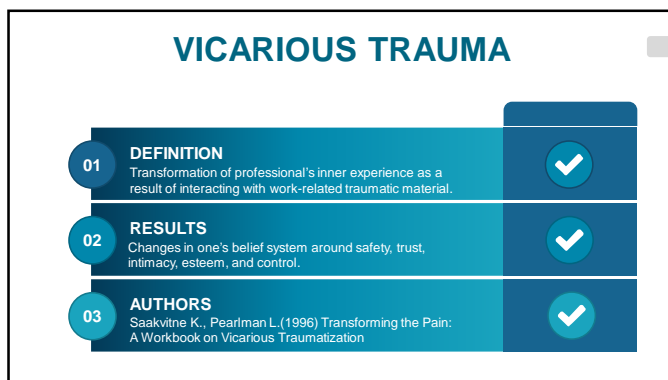 VICARIOUS TRAUMA
01
DEFINITION
Transformation of professional's inner experience as a
result of interacting with work-related traumatic material.
02
RESULTS
Changes in one's belief system around safety, trust,
intimacy, esteem, and control.
03
AUTHORS
Saakvitne K., Pearlman L.(1996) Transforming the Pain:
A Workbook on Vicarious Traumatization